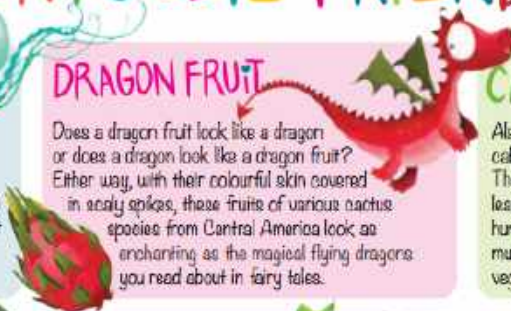 DRAGON FRUiT
Does a dragon fruit look like a dragon
or does a dragon look like a dragon fruit?
Either way, with their colourful skin covered
in scaly spikes, these fruits of various cactus
species from Central America look as
enchanting as the magical flying dragons
you read about in fairy tales.